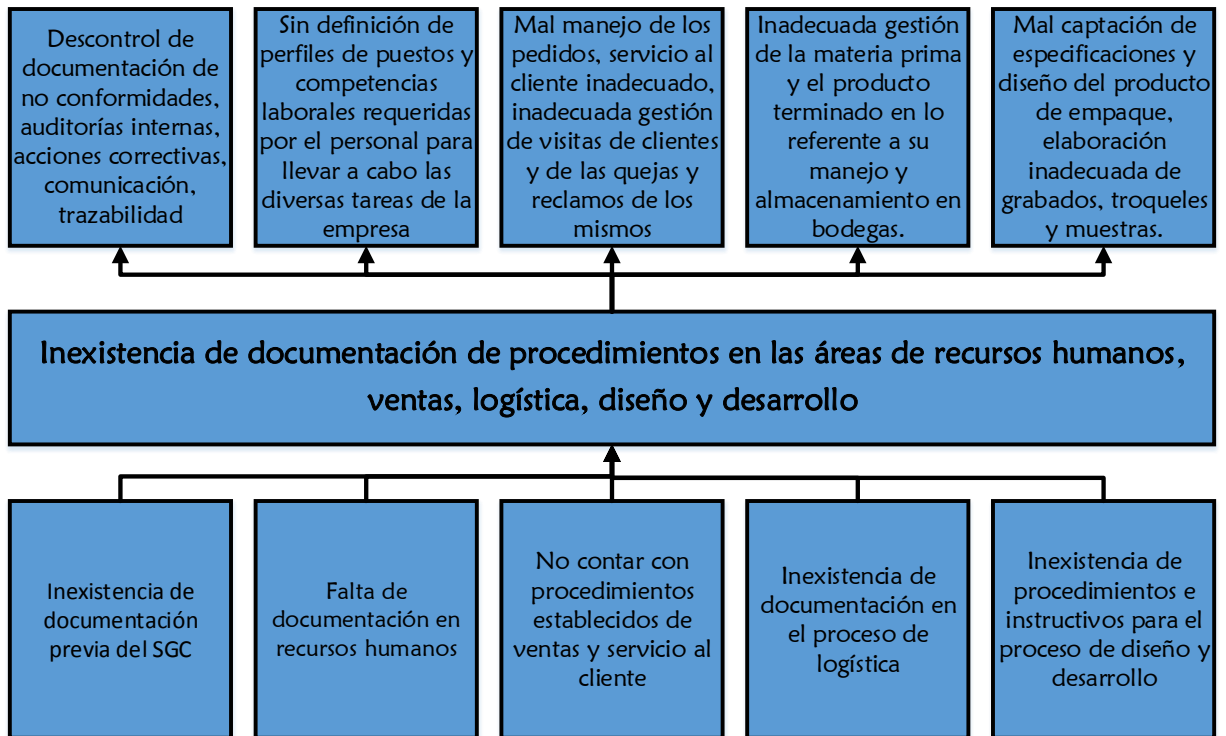 Descontrol de
documentación de
no conformidades,
auditorías internas,
acciones correctivas,
comunicación,
trazabilidad
Sin definición de
perfiles de puestos y
competencias
laborales requeridas
por el personal para
llevar a cabo las
diversas tareas de la
empresa
Mal manejo de los
pedidos, servicio al
cliente inadecuado,
inadecuada gestión
de visitas de clientes
y de las quejas y
reclamos de los
mismos
Inadecuada gestión
de la materia prima
y el producto
terminado en lo
referente a su
manejo y
almacenamiento en
bodegas.
Mal captación de
especificaciones y
diseño del producto
de empaque,
elaboración
inadecuada de
grabados, troqueles
y muestras.
Inexistencia de documentación de procedimientos en las áreas de recursos humanos,
ventas, logística, diseño y desarrollo
Inexistencia de
documentación
previa del SGC
Falta de
documentación en
recursos humanos
No contar con
procedimientos
establecidos de
ventas y servicio al
cliente
Inexistencia de
documentación en
el proceso de
logística
Inexistencia de
procedimientos e
instructivos para el
proceso de diseño y
desarrollo